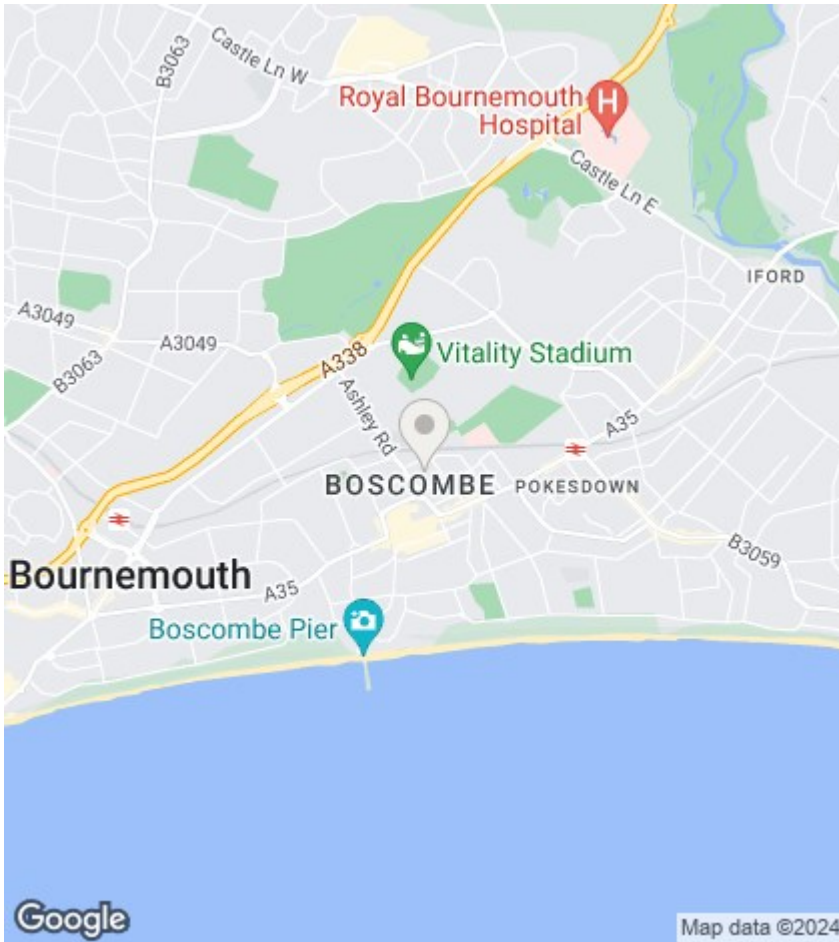 Castle Ln W
B3063
Royal Bournemouth
Hospital
H
Castle Ln E
IFORD
A3049
A3049
B3063
A338
Vitality Stadium
Ashley Rd
A35
BOSCOMBE
POKESDOWN
B3059
Bournemouth
A35
Boscombe Pier
Google
Map data ©2024